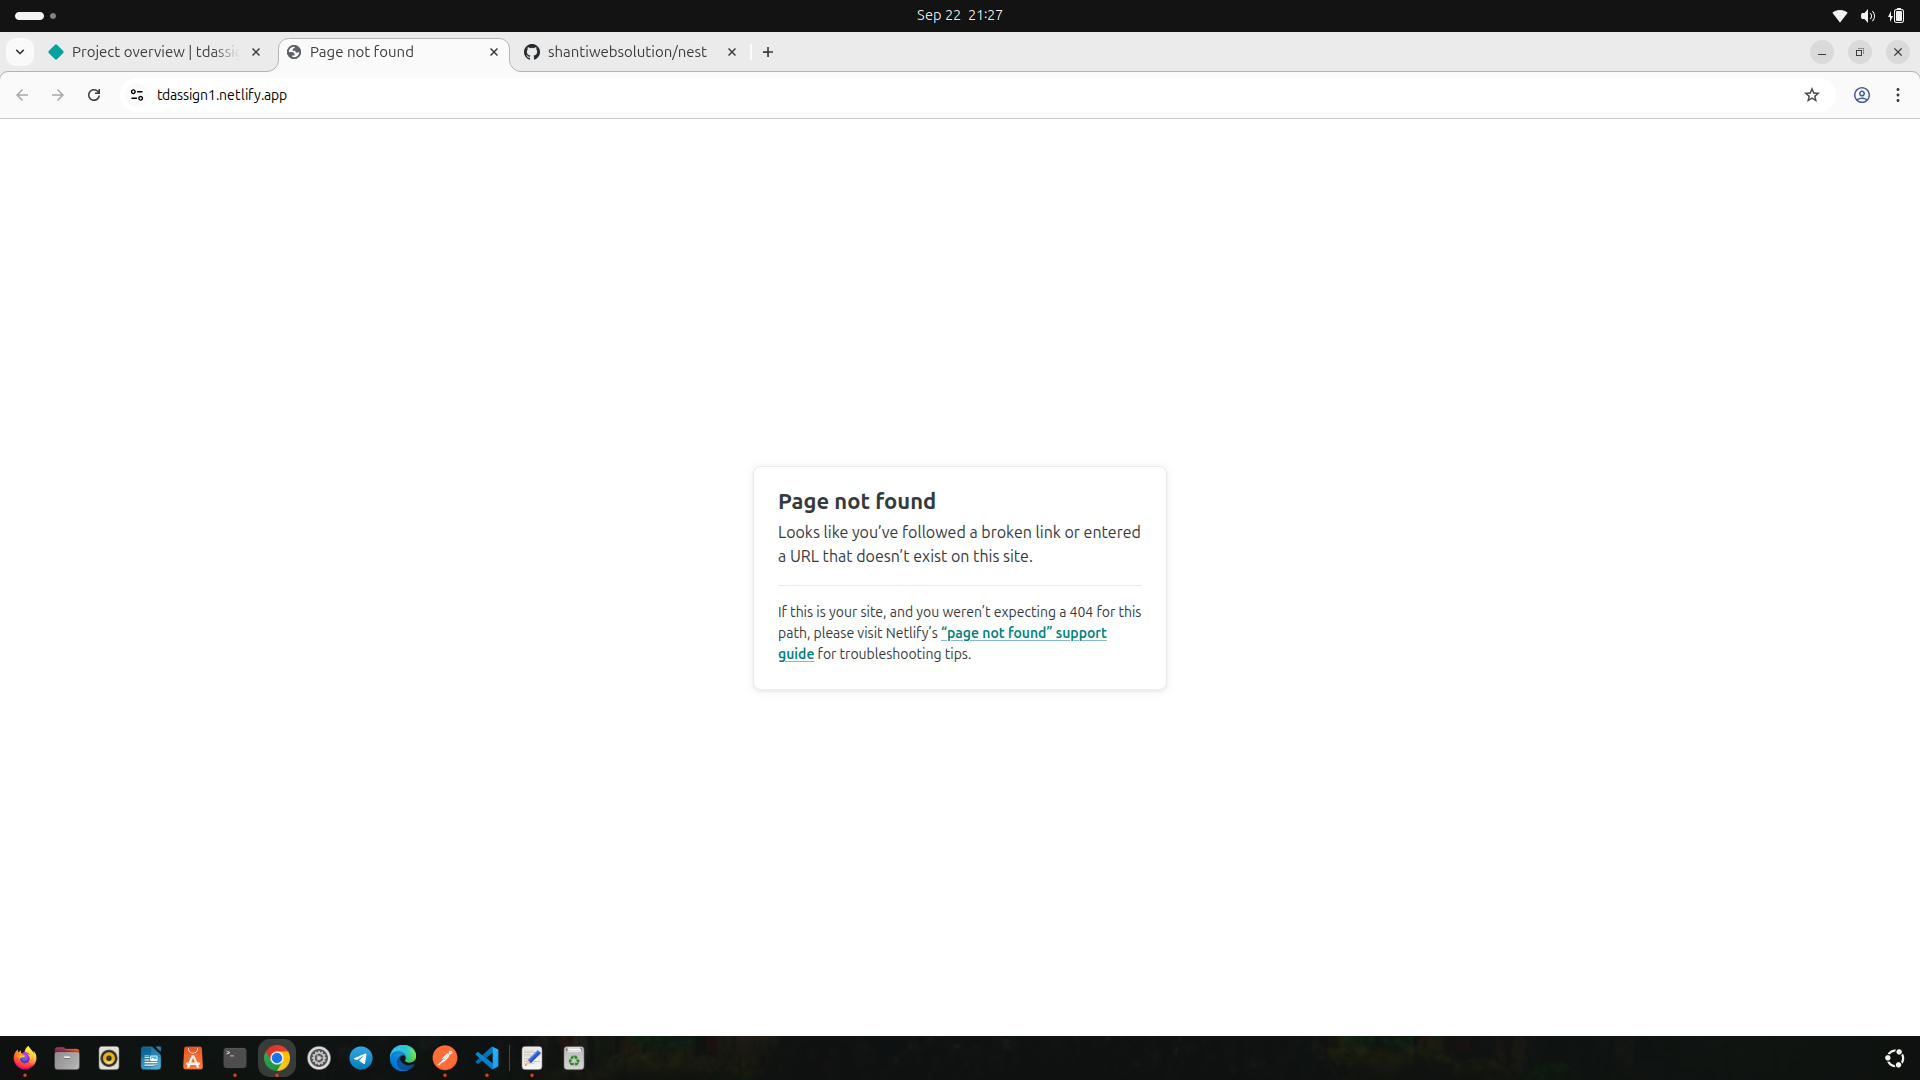 Sep 22 21:27
Project overview | tdassi
Page not found
shantiwebsolution/nest
tdassign1.netlify.app
Page not found
Looks like you’ve followed a broken link or entered
a URL that doesn’t exist on this site.
If this is your site, and you weren’t expecting a 404 for this
path, please visit Netlify’s “page not found” support
guide for troubleshooting tips.